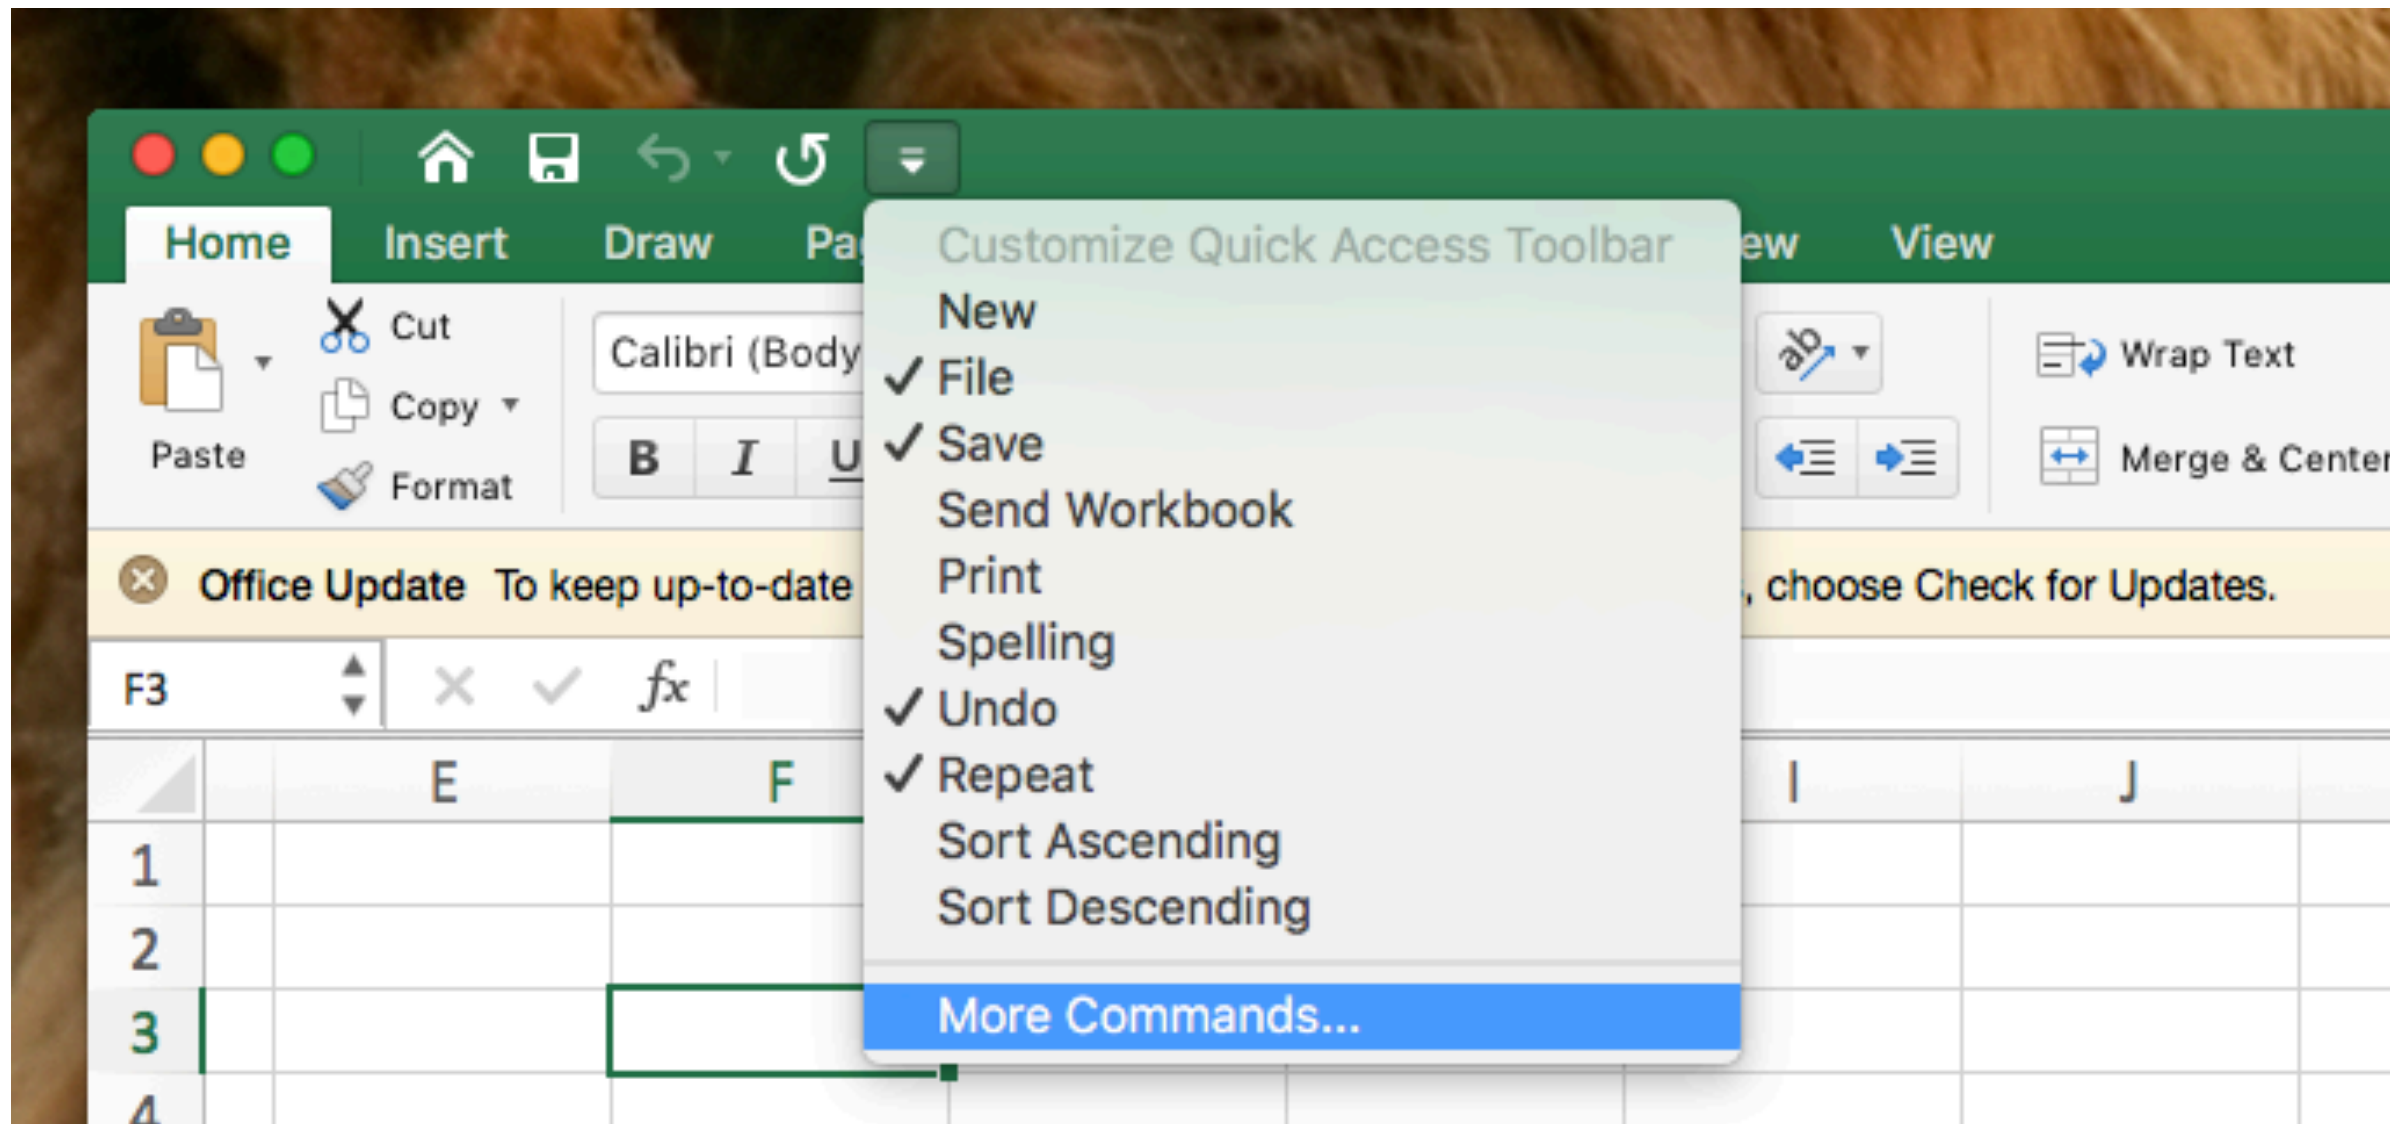 Home Insert Draw View
Customize Quick Access Toolbar
New
File
Save
Send Workbook
Print
Spelling
Undo
Repeat
Sort Ascending
Sort Descending
More Commands...
Paste
Cut
Copy
Format
Calibri (Body
B I U
ab
Wrap Text
Merge & Center
Office Update To keep up-to-date
, choose Check for Updates.
F3 fx
E F I J
1
2
3
4